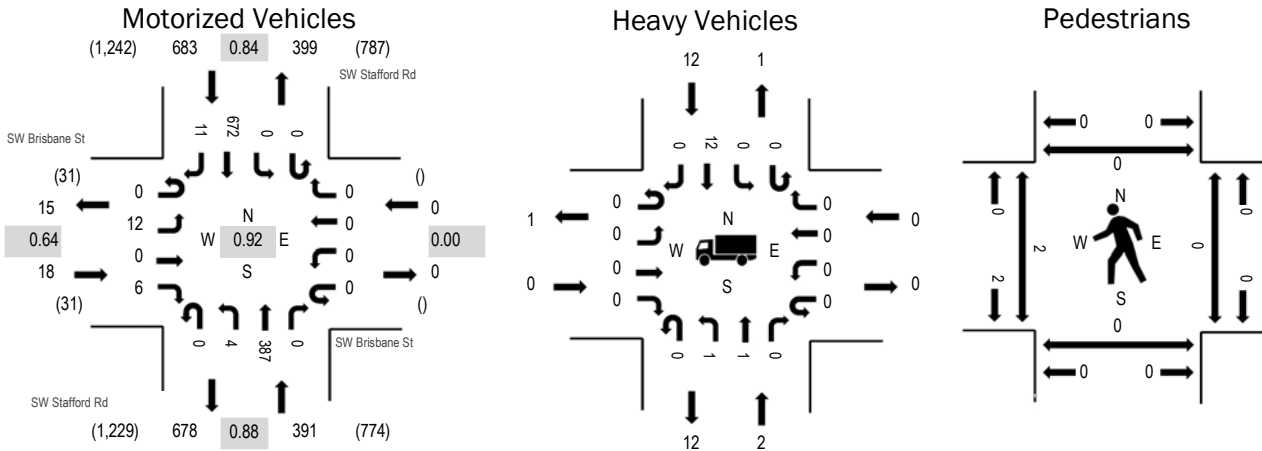 Motorized Vehicles
(1,242) 683 0.84 399 (787)
SW Stafford Rd
SW Brisbane St
11 672 0 0
(31) 0 0 ()
15 12 N 0 0
0.64 W 0.92 E 0.00
0 0
18 S 0
6 0
(31) ()
0 4 387 0
SW Brisbane St
SW Stafford Rd
(1,229) 678 0.88 391 (774)
Heavy Vehicles
12 1
0 12 0 0
0 0
1 0 N 0 0
W E
0 0
0 0 S 0 0
0 1 1 0
12 2
Pedestrians
0 0
0
N
0 0
W E
2 0
2 0
S
0
0 0